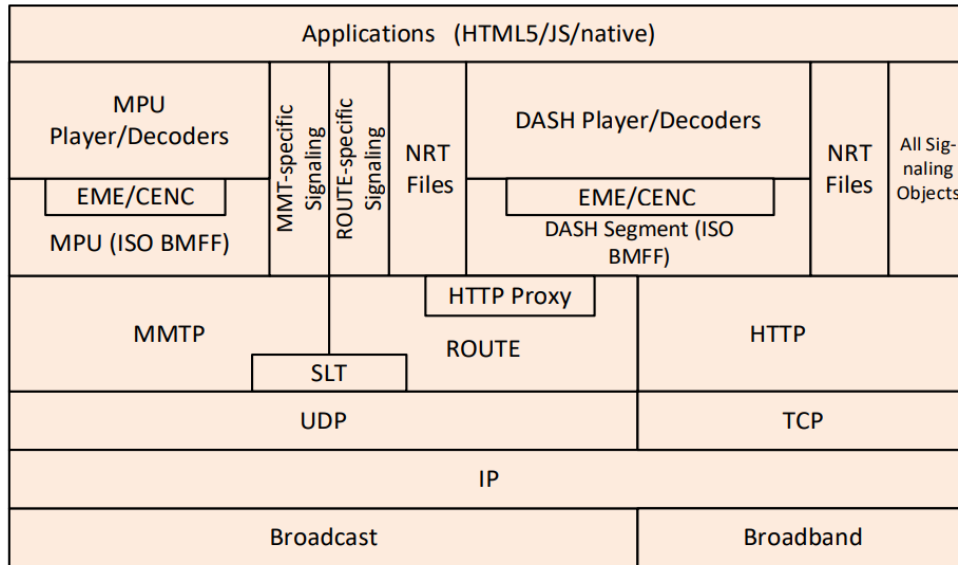 Applications (HTML5/JS/native)
MPU
Player/Decoders
EME/CENC
MPU (ISO BMFF)
MMT-specific
Signaling
ROUTE-specific
Signaling
NRT
Files
DASH Player/Decoders
EME/CENC
DASH Segment (ISO
BMFF)
NRT
Files
All Sig-
naling
Objects
MMTP
SLT
HTTP Proxy
ROUTE
HTTP
UDP
TCP
IP
Broadcast
Broadband